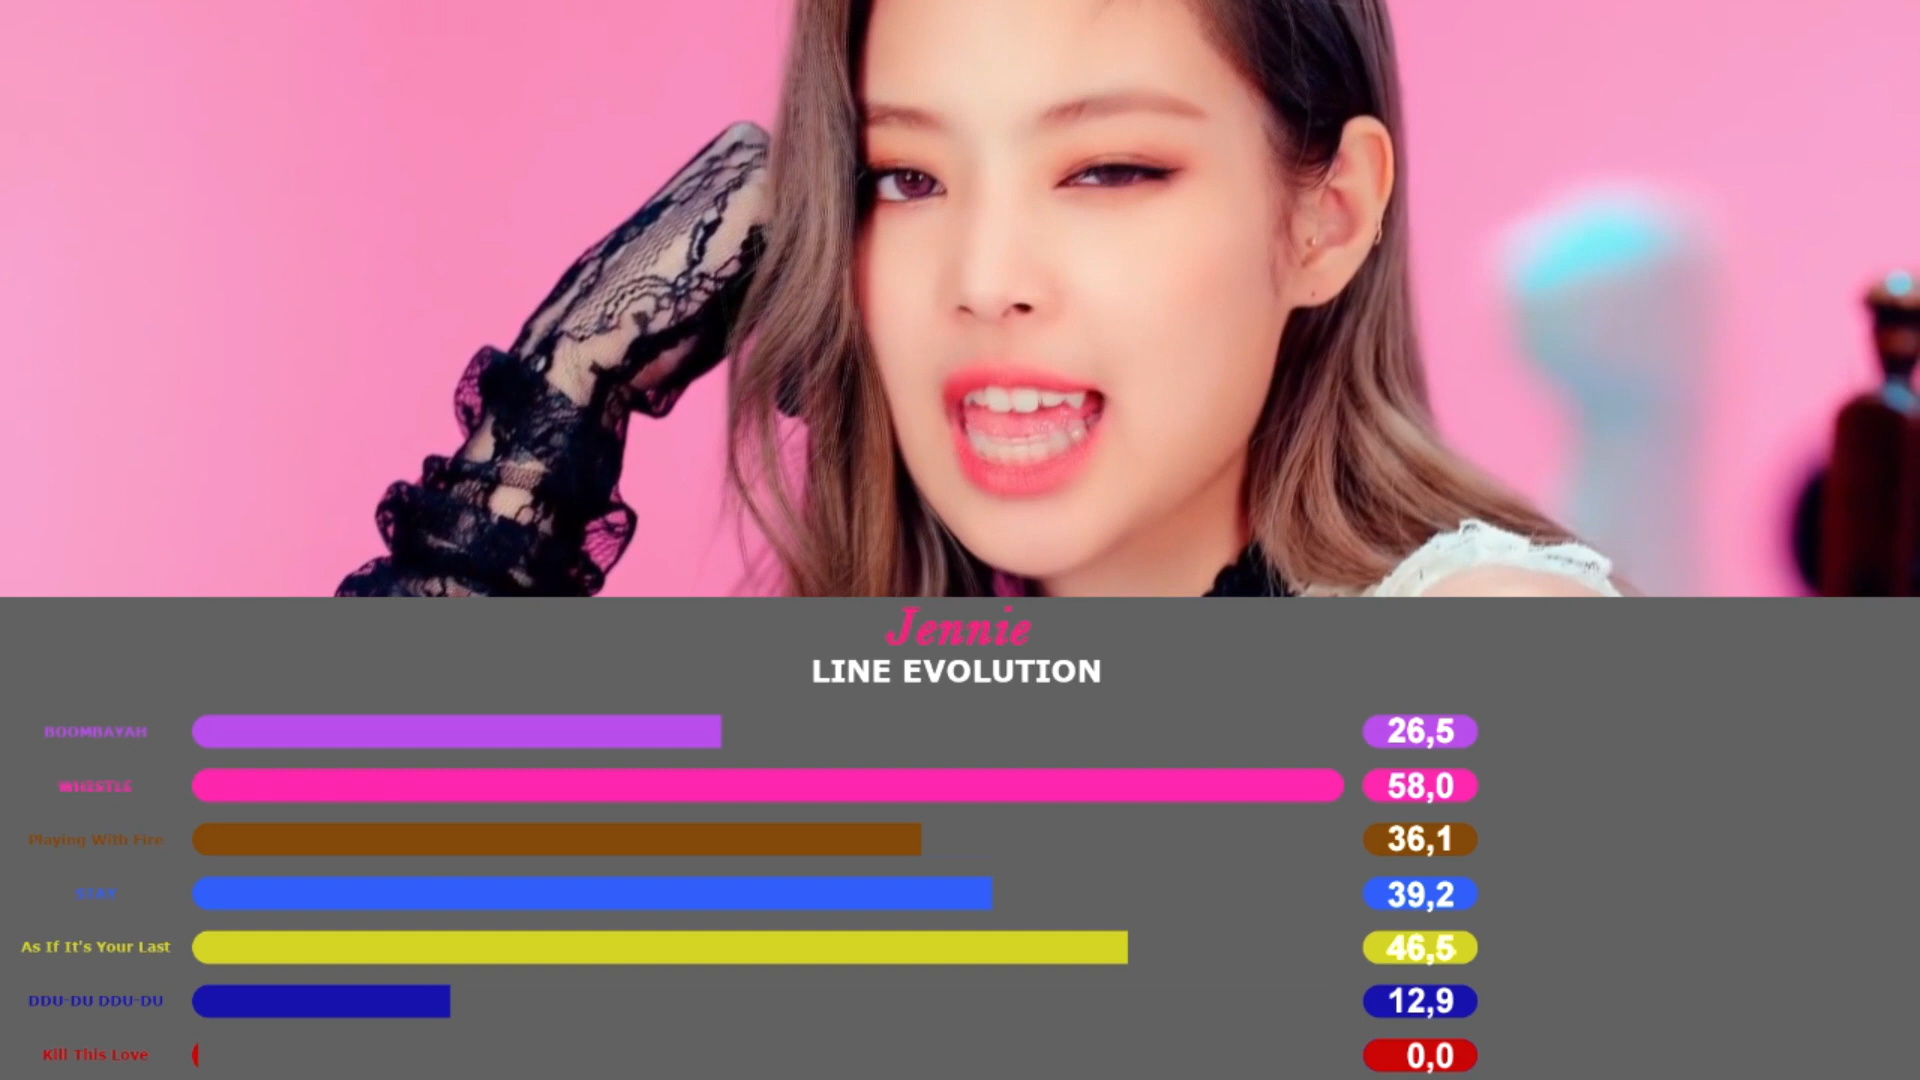 Jennie
LINE EVOLUTION
BOOMBAYAH 26,5
WHISTLE 58,0
Playing With Fire 36,1
STAY 39,2
As If It's Your Last 46,5
DDU-DU DDU-DU 12,9
Kill This Love 0,0